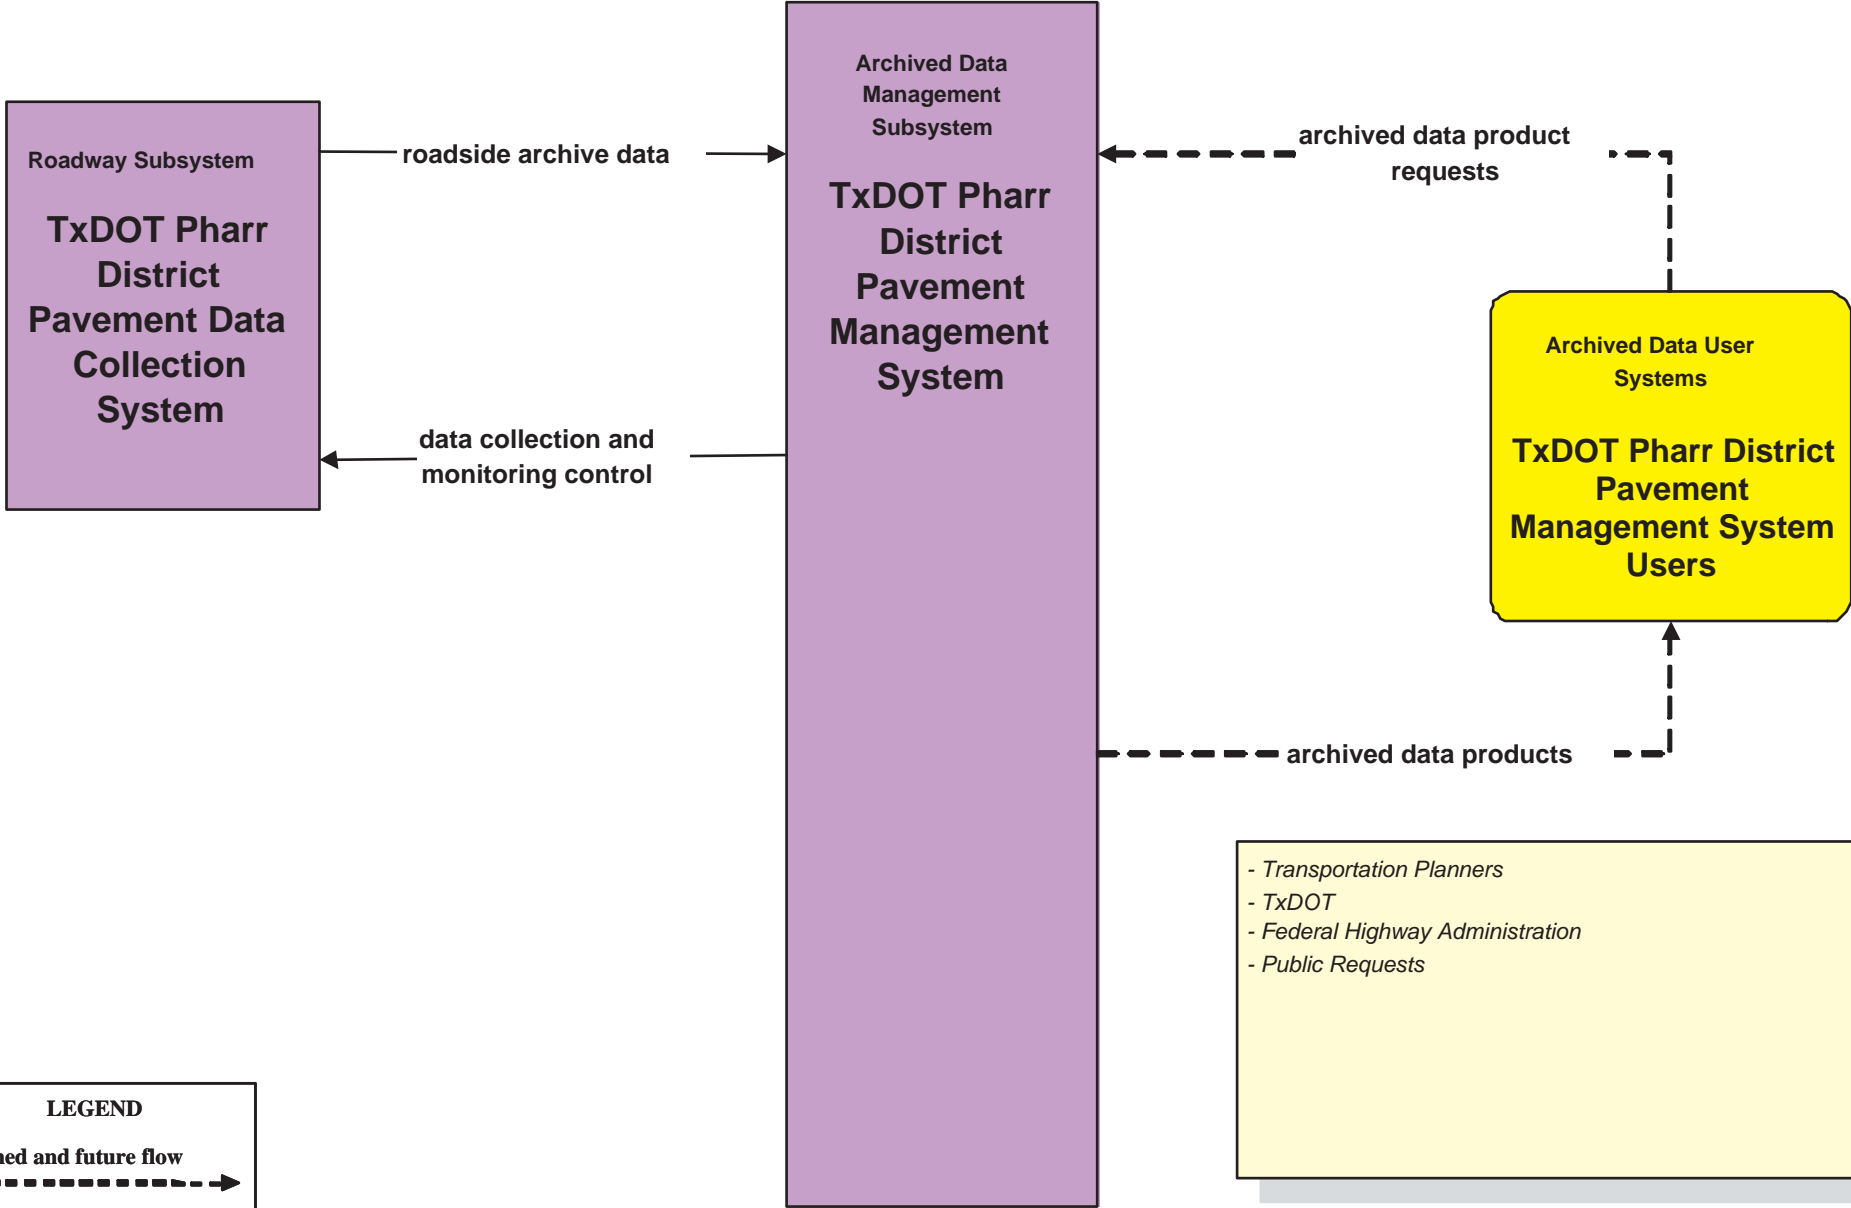 Roadway Subsystem
TxDOT Pharr
District
Pavement Data
Collection
System
roadside archive data
data collection and
monitoring control
Archived Data
Management
Subsystem
TxDOT Pharr
District
Pavement
Management
System
archived data product
requests
Archived Data User
Systems
TxDOT Pharr District
Pavement
Management System
Users
archived data products
- Transportation Planners
- TxDOT
- Federal Highway Administration
- Public Requests
LEGEND
and future flow